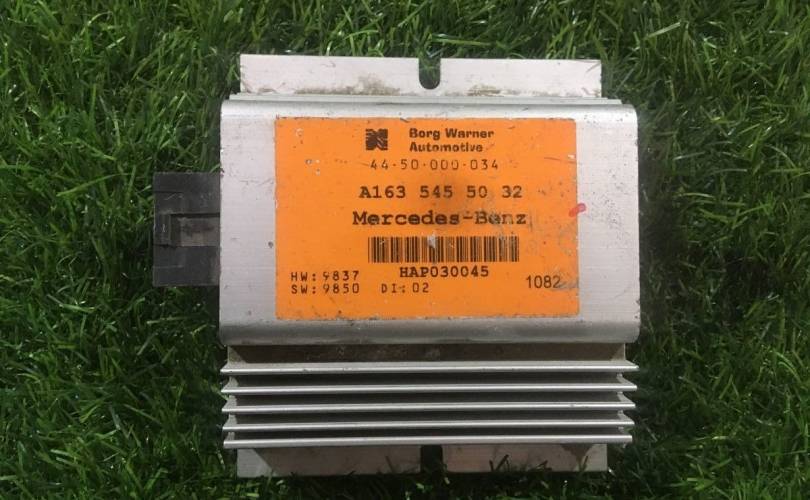 Borg Warner
Automotive
44-50-000-034
A163 545 50 32
Mercedes-Benz
HAP030045
HW:9837
SW:9850 DI:02 1082